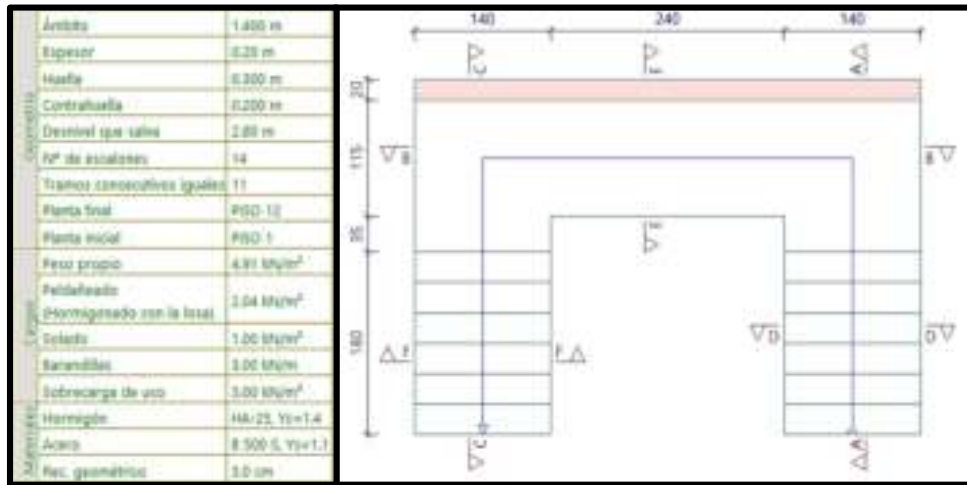 Geometría
Ámbito 1.400 m
Espesor 0.20 m
Huella 0.300 m
Contrahuella 0.200 m
Desnivel que salva 2.80 m
Nº de escalones 14
Tramos consecutivos iguales 11
Planta final PISO 12
Planta inicial PISO 1
Cargas
Peso propio 4.91 kN/m²
Peldañeado
(Hormigonado con la losa) 2.04 kN/m²
Solado 1.00 kN/m²
Barandillas 3.00 kN/m
Sobrecarga de uso 3.00 kN/m²
Materiales
Hormigón HA-25, Yc=1.4
Acero B 500 S, Ys=1.1
Rec. geométrico 3.0 cm
140 240 140
C E A
20
B B
115
E
35
D D
180
F F
C A